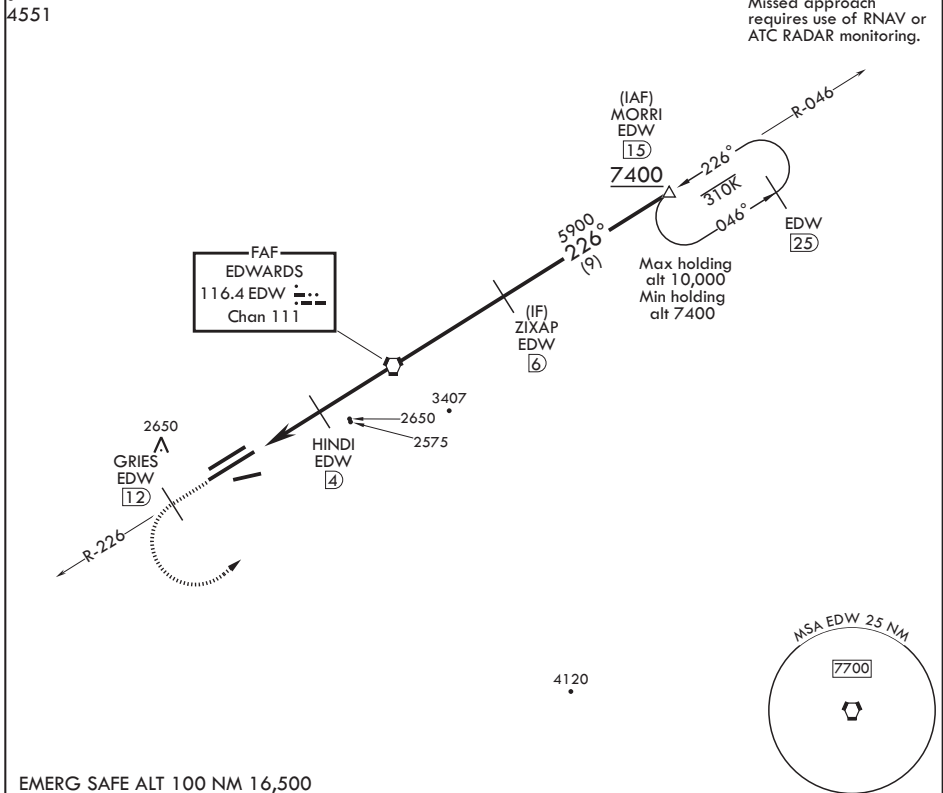 4551
Missed approach
requires use of RNAV or
ATC RADAR monitoring.
R-046
(IAF)
MORRI
EDW
15
7400
226°
310K
046°
EDW
25
5900
226°
(9)
Max holding
alt 10,000
Min holding
alt 7400
FAF
EDWARDS
116.4 EDW
Chan 111
(IF)
ZIXAP
EDW
6
3407
2650
2575
HINDI
EDW
4
2650
GRIES
EDW
12
R-226
4120
MSA EDW 25 NM
7700
EMERG SAFE ALT 100 NM 16,500